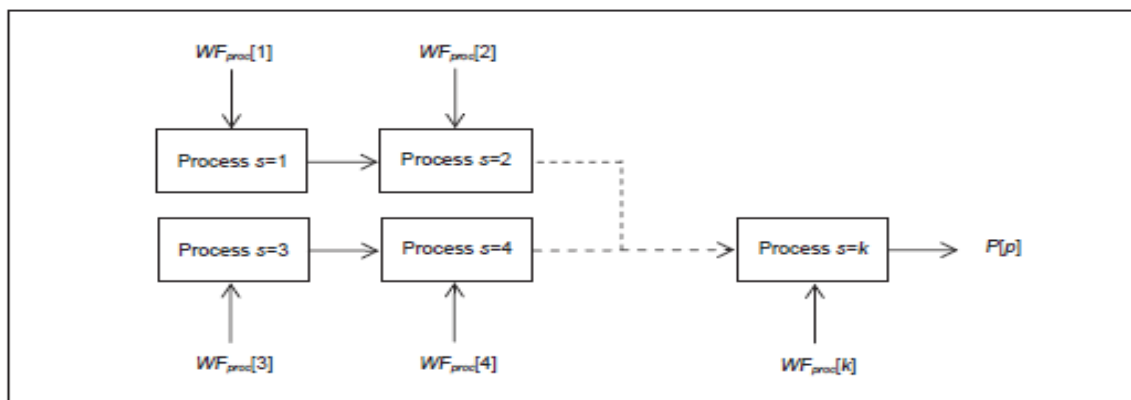 WFproc[1] WFproc[2]
Process s=1 Process s=2
Process s=3 Process s=4 Process s=k P[p]
WFproc[3] WFproc[4] WFproc[k]